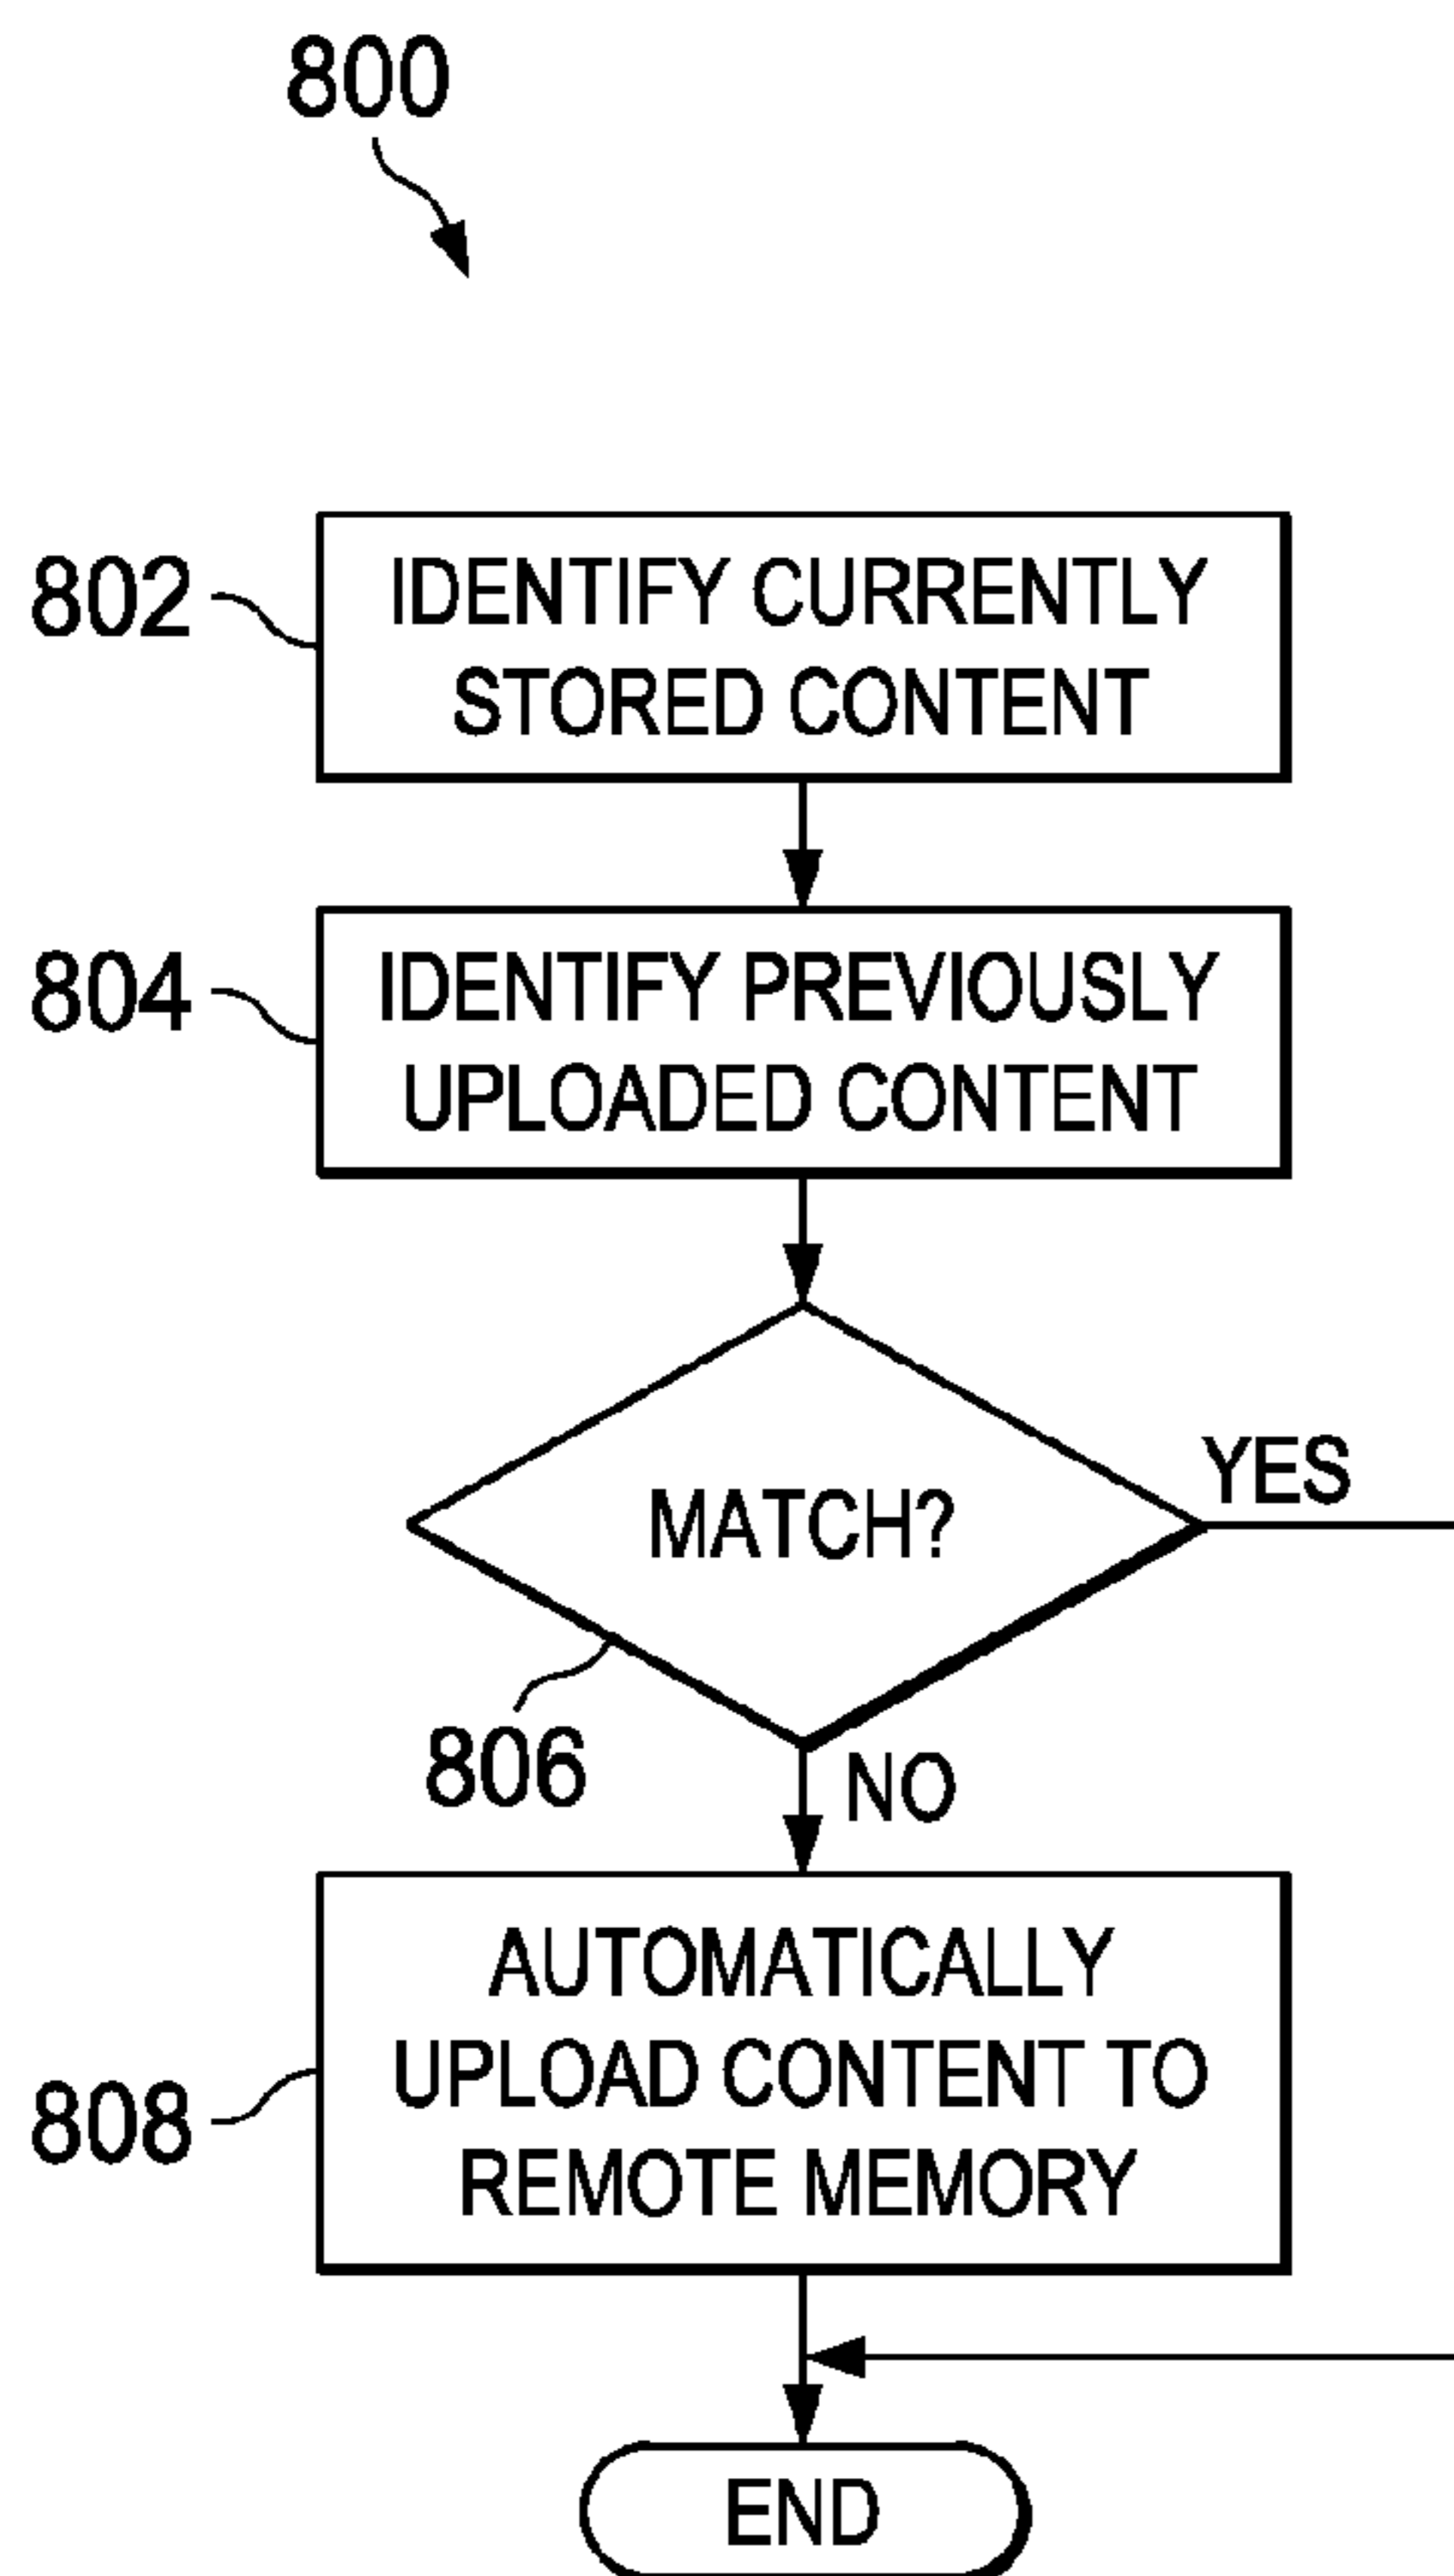 800
802
IDENTIFY CURRENTLY
STORED CONTENT
804
IDENTIFY PREVIOUSLY
UPLOADED CONTENT
MATCH?
YES
806
NO
808
AUTOMATICALLY
UPLOAD CONTENT TO
REMOTE MEMORY
END